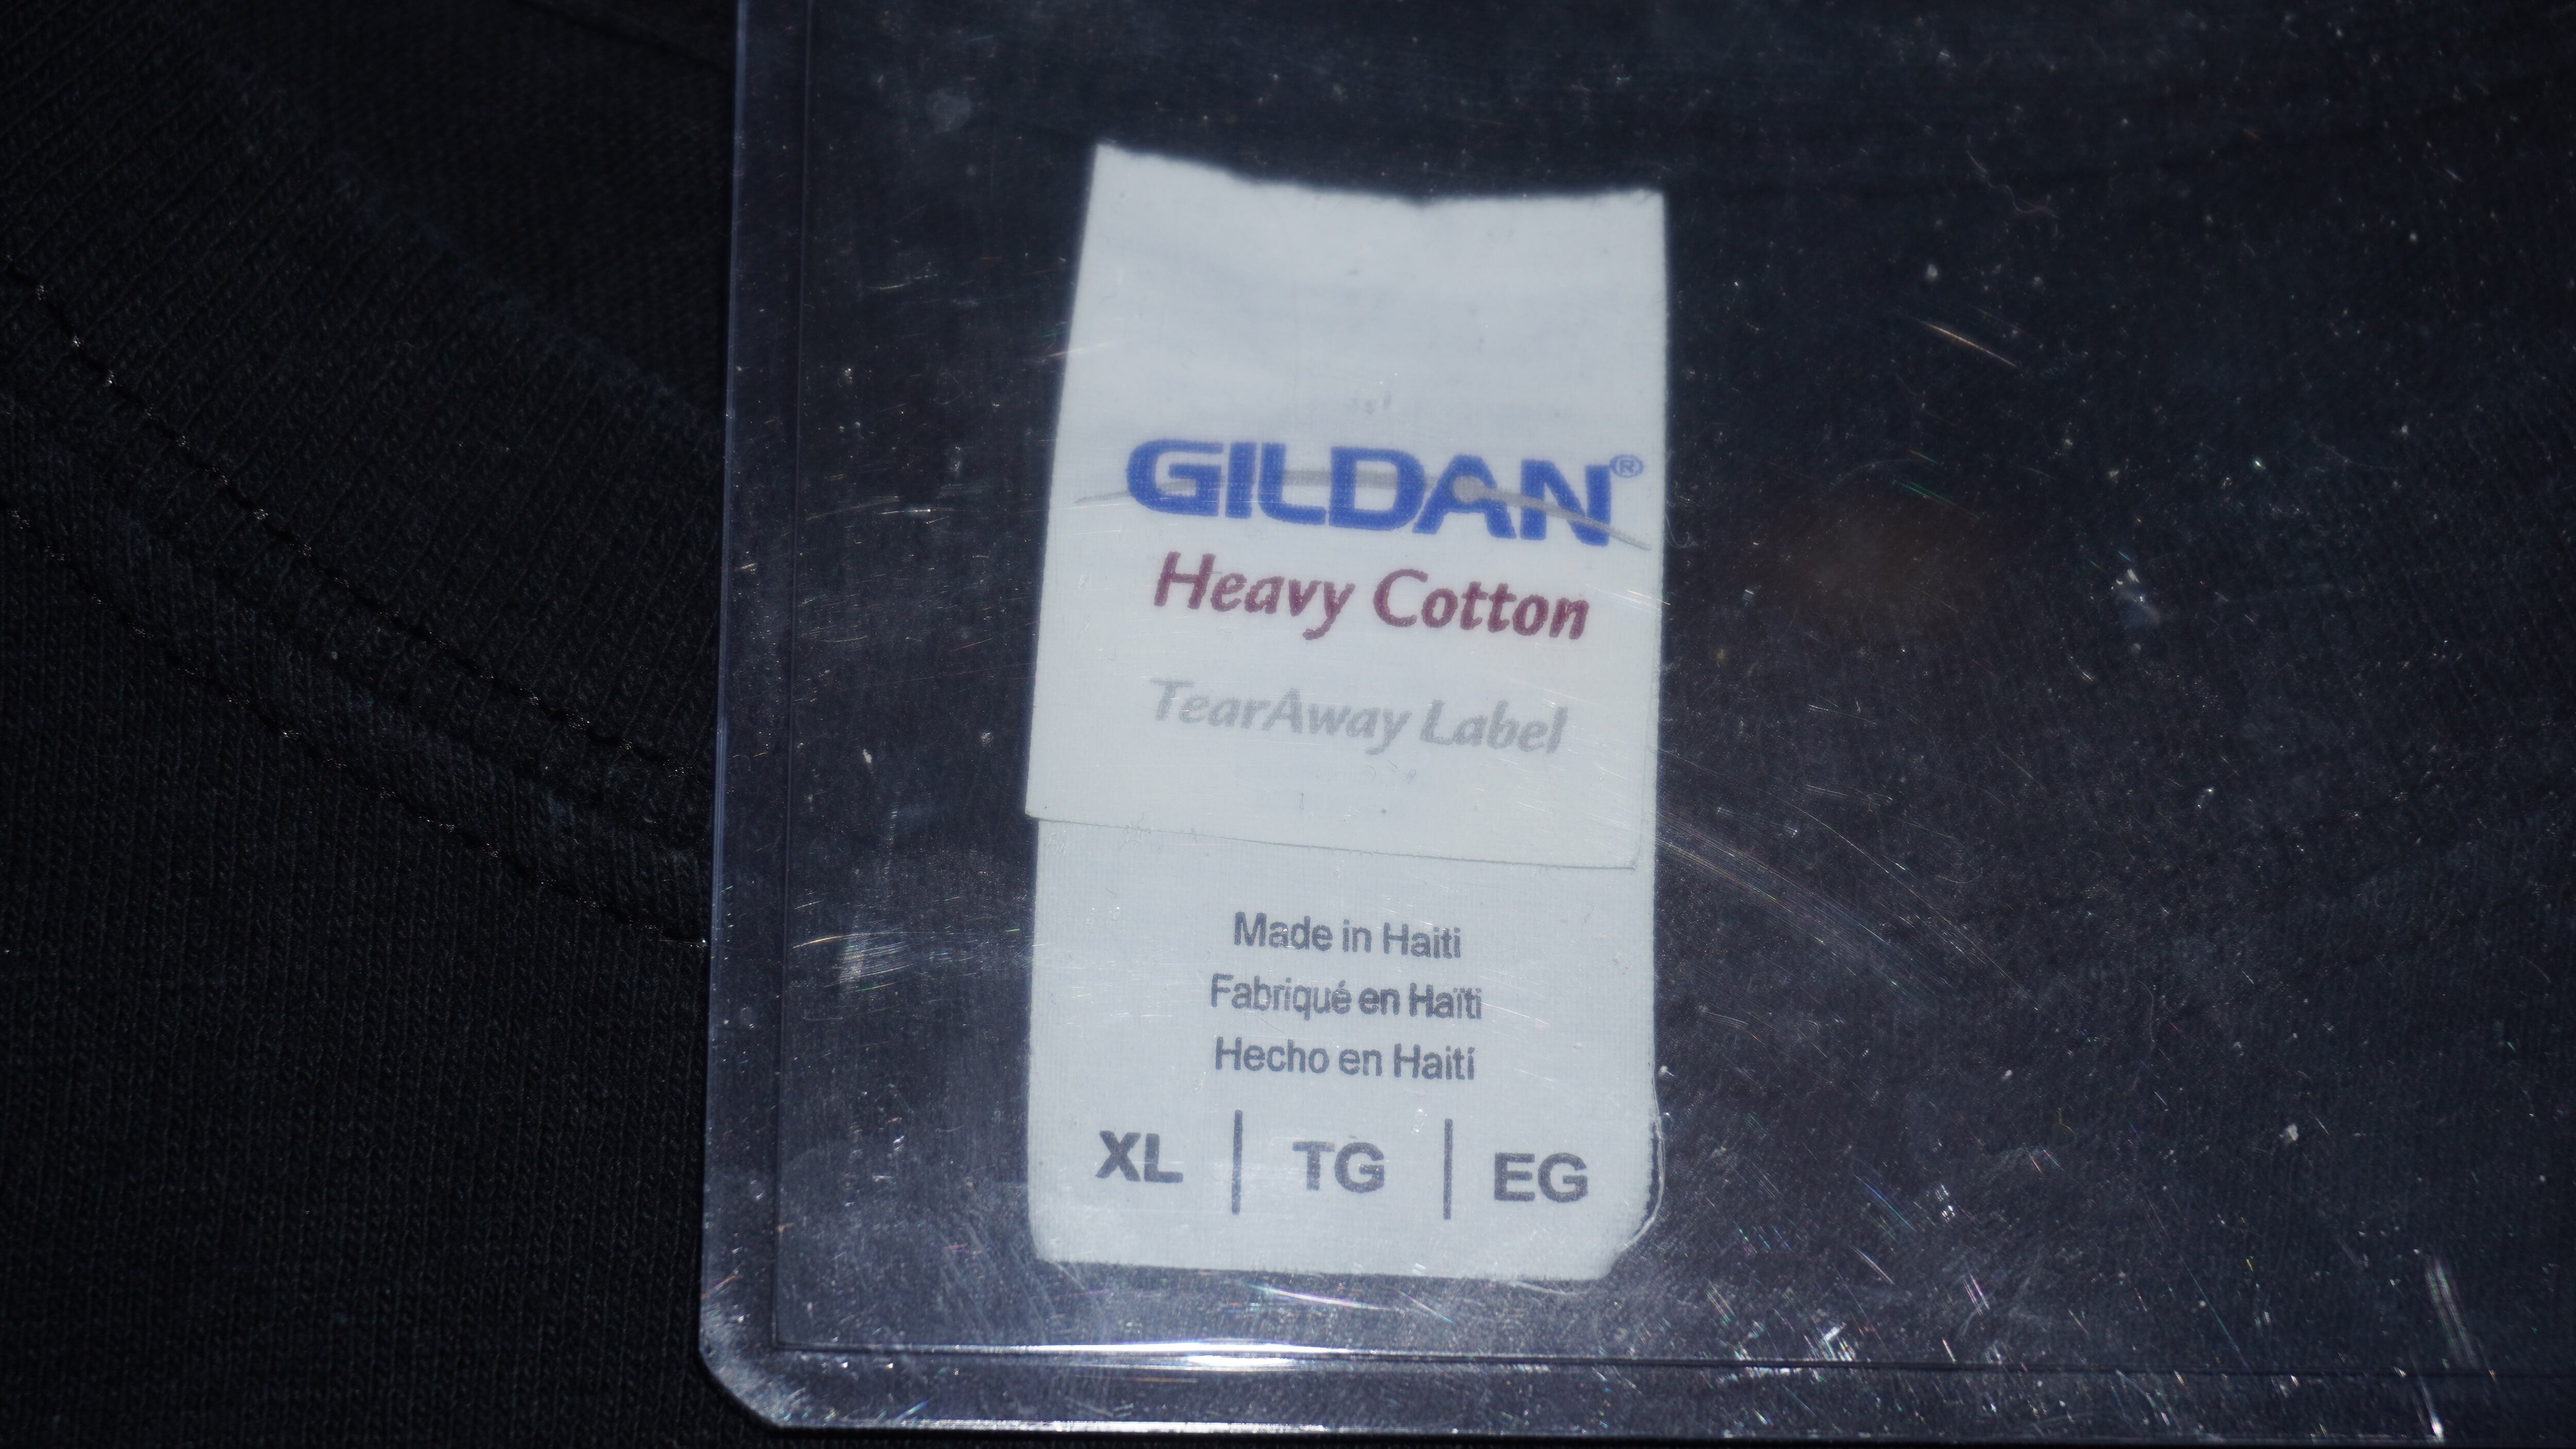 GILDAN®
Heavy Cotton
TearAway Label
Made in Haiti
Fabriqué en Haïti
Hecho en Haití
XL | TG | EG